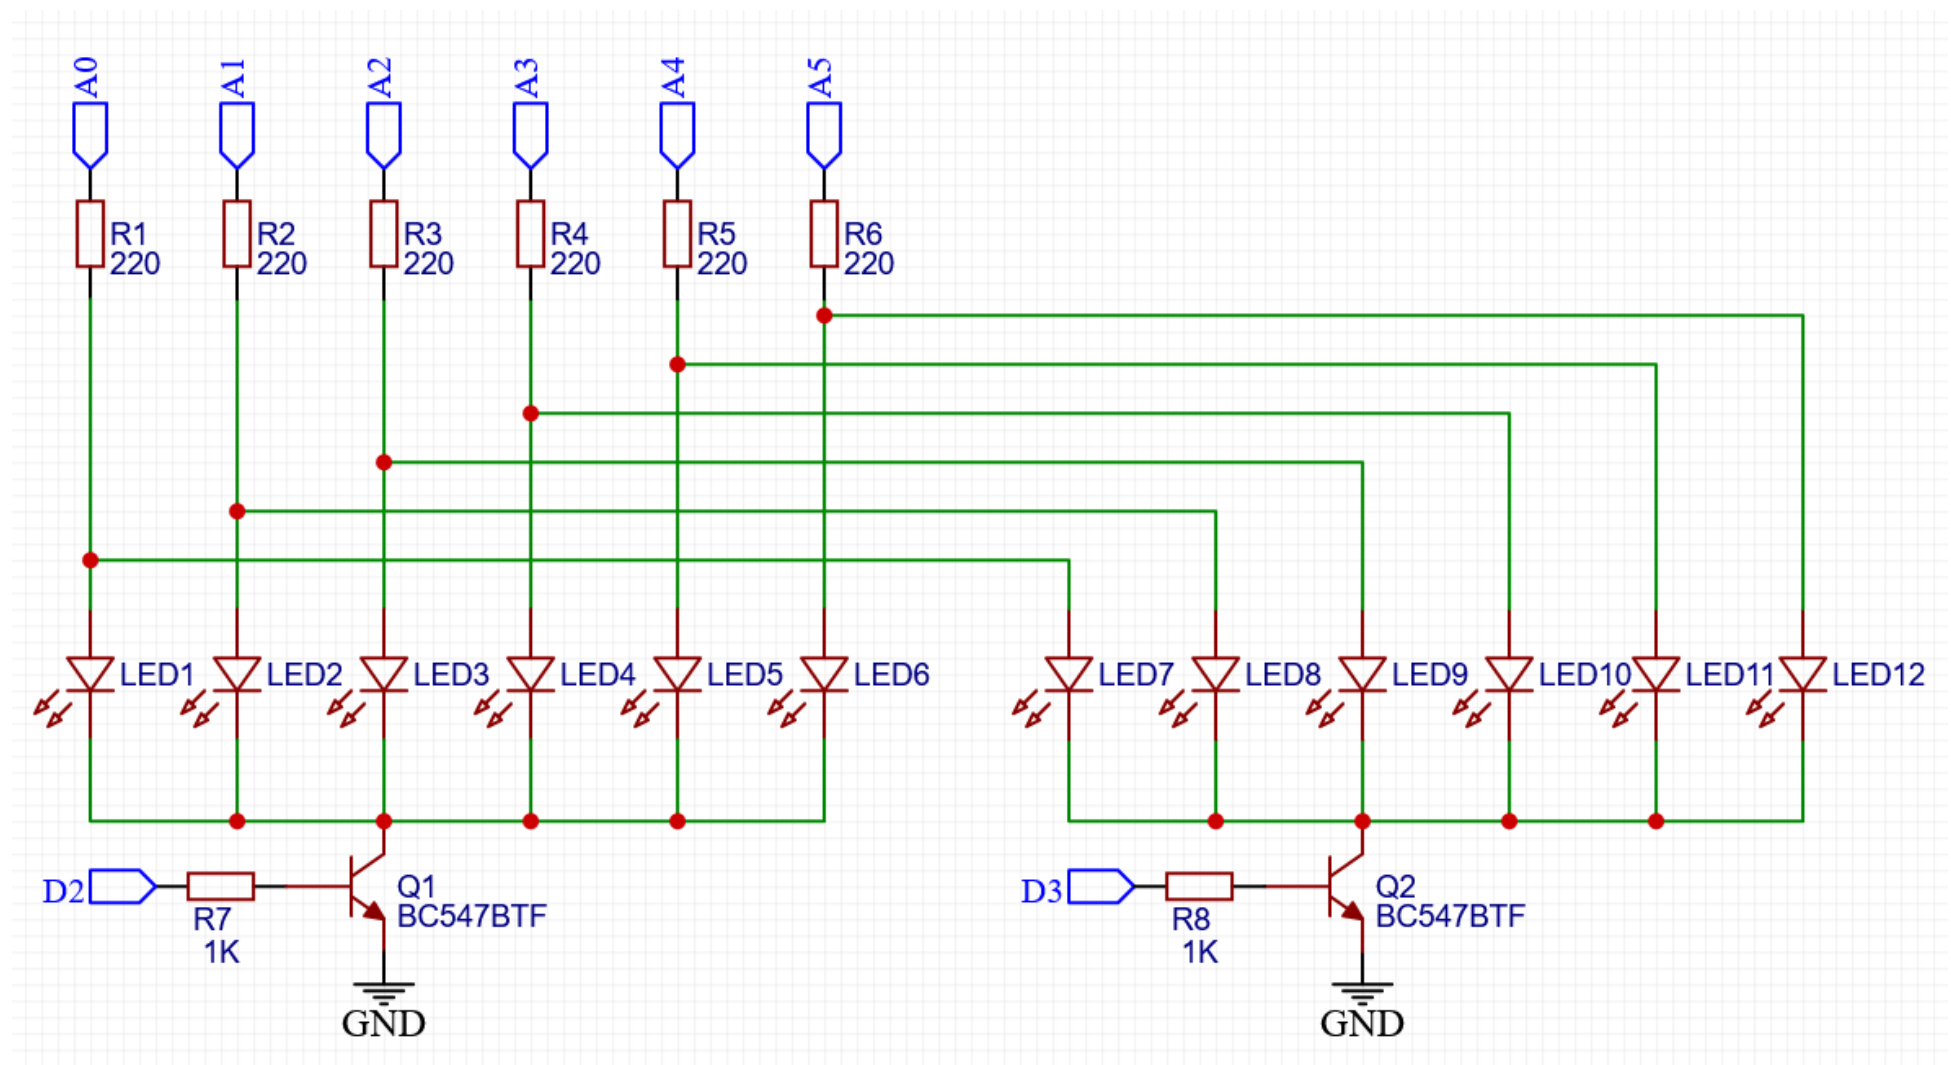 A0 A1 A2 A3 A4 A5
R1 R2 R3 R4 R5 R6
220 220 220 220 220 220
LED1 LED2 LED3 LED4 LED5 LED6 LED7 LED8 LED9 LED10 LED11 LED12
D2 Q1 D3 Q2
R7 BC547BTF R8 BC547BTF
1K 1K
GND GND